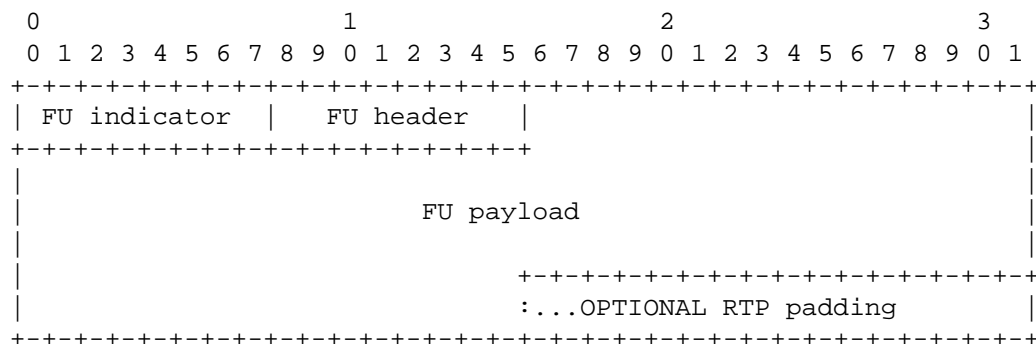 0                   1                   2                   3
 0 1 2 3 4 5 6 7 8 9 0 1 2 3 4 5 6 7 8 9 0 1 2 3 4 5 6 7 8 9 0 1
+-+-+-+-+-+-+-+-+-+-+-+-+-+-+-+-+-+-+-+-+-+-+-+-+-+-+-+-+-+-+-+-+
| FU indicator  |   FU header   |                               |
+-+-+-+-+-+-+-+-+-+-+-+-+-+-+-+-+                               |
|                                                               |
|                         FU payload                            |
|                                                               |
|                               +-+-+-+-+-+-+-+-+-+-+-+-+-+-+-+-+
|                               :...OPTIONAL RTP padding        |
+-+-+-+-+-+-+-+-+-+-+-+-+-+-+-+-+-+-+-+-+-+-+-+-+-+-+-+-+-+-+-+-+